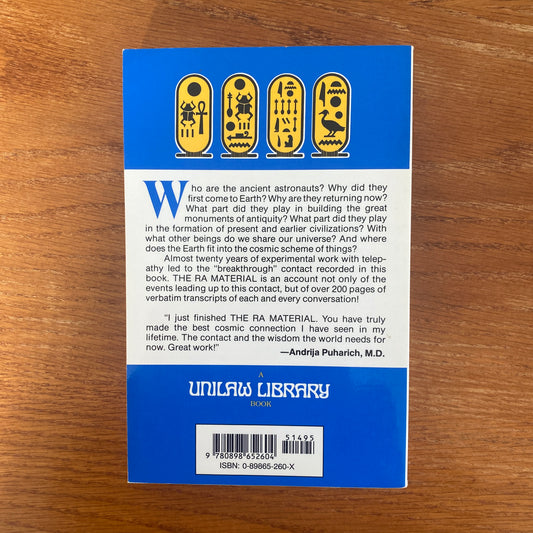 Who are the ancient astronauts? Why did they
first come to Earth? Why are they returning now?
What part did they play in building the great
monuments of antiquity? What part did they play
in the formation of present and earlier civilizations? With
what other beings do we share our universe? And where
does the Earth fit into the cosmic scheme of things?
Almost twenty years of experimental work with telep-
athy led to the "breakthrough" contact recorded in this
book. THE RA MATERIAL is an account not only of the
events leading up to this contact, but of over 200 pages of
verbatim transcripts of each and every conversation!
"I just finished THE RA MATERIAL. You have truly
made the best cosmic connection I have seen in my
lifetime. The contact and the wisdom the world needs for
now. Great work!"
—Andrija Puharich, M.D.
A
UNILAW LIBRARY
BOOK
51495
9 780898 652604
ISBN: 0-89865-260-X